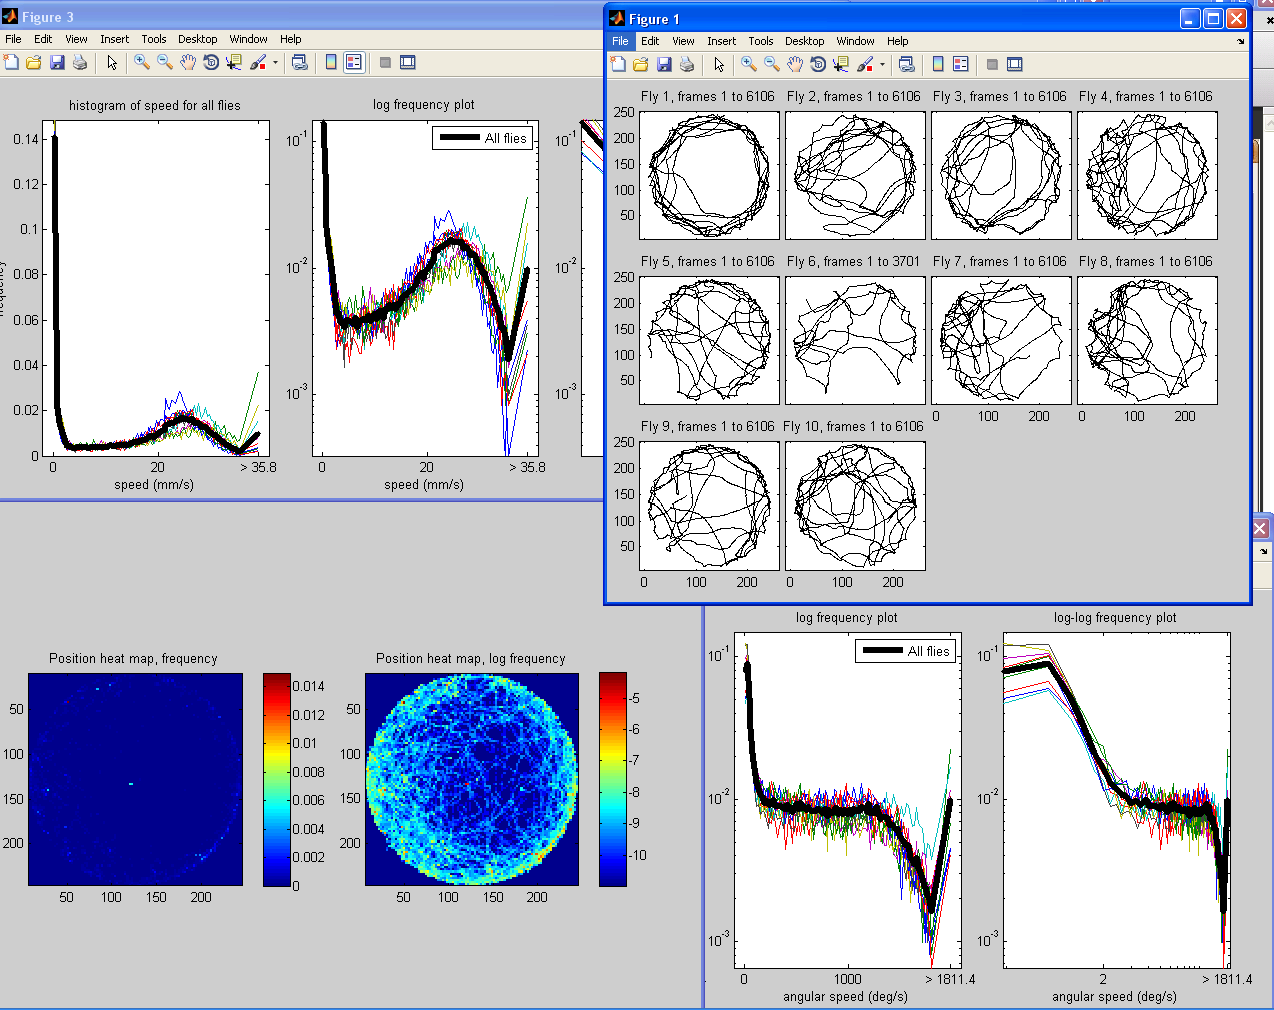 Figure 3
File Edit View Insert Tools Desktop Window Help
histogram of speed for all flies
0.14
0.12
0.1
0.08
0.06
0.04
0.02
0
0 20 > 35.8
speed (mm/s)
log frequency plot
All flies
10-1
10-2
10-3
20 > 35.8
speed (mm/s)
10-1
10-2
10-3
Figure 1
File Edit View Insert Tools Desktop Window Help
Fly 1, frames 1 to 6106 Fly 2, frames 1 to 6106 Fly 3, frames 1 to 6106 Fly 4, frames 1 to 6106
250
200
150
100
50
Fly 5, frames 1 to 6106 Fly 6, frames 1 to 3701 Fly 7, frames 1 to 6106 Fly 8, frames 1 to 6106
250
200
150
100
50
0 100 200 0 100 200
Fly 9, frames 1 to 6106 Fly 10, frames 1 to 6106
250
200
150
100
50
0 100 200 0 100 200
Position heat map, frequency
50
100
150
200
50 100 150 200
0.014
0.012
0.01
0.008
0.006
0.004
0.002
0
Position heat map, log frequency
50
100
150
200
50 100 150 200
-5
-6
-7
-8
-9
-10
log frequency plot
All flies
10-1
10-2
10-3
0 1000 > 1811.4
angular speed (deg/s)
log-log frequency plot
10-1
10-2
10-3
2 > 1811.4
angular speed (deg/s)